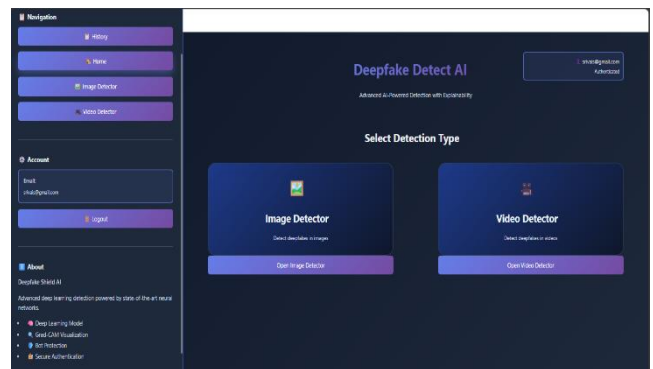 Navigation
History
Home
Image Detector
Video Detector
Account
Email:
Logout
About
Deepfake Shield AI
Advanced deep learning detection powered by state-of-the-art neural
networks.
Deep Learning Model
Grad-CAM Visualization
Bot Protection
Secure Authentication
Deepfake Detect AI
Authenticated
Advanced AI-Powered Detection with Explainability
Select Detection Type
Image Detector
Detect deepfakes in images
Open Image Detector
Video Detector
Detect deepfakes in videos
Open Video Detector